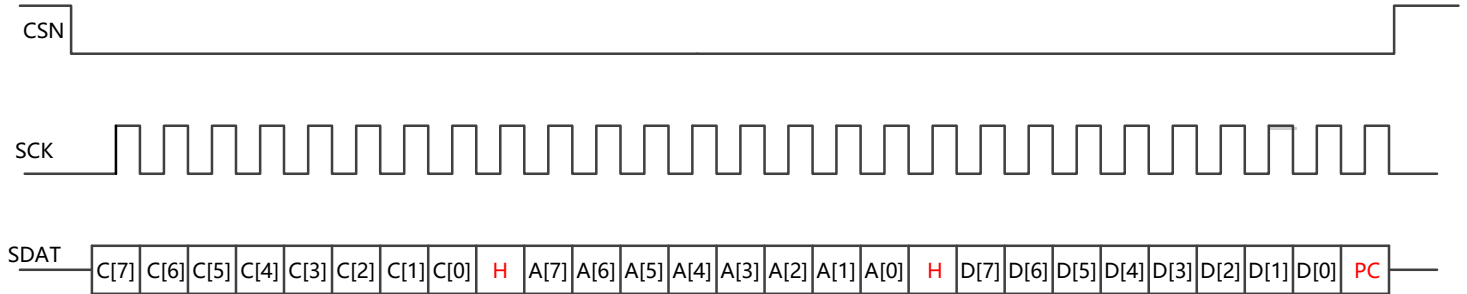 CSN
SCK
SDAT C[7] C[6] C[5] C[4] C[3] C[2] C[1] C[0] H A[7] A[6] A[5] A[4] A[3] A[2] A[1] A[0] H D[7] D[6] D[5] D[4] D[3] D[2] D[1] D[0] PC